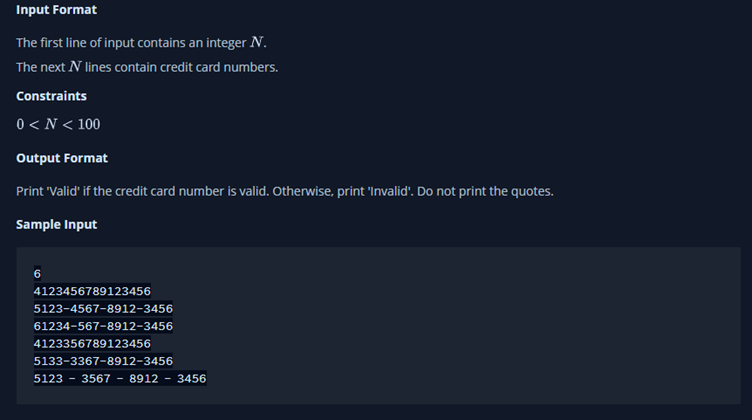 Input Format
The first line of input contains an integer N.
The next N lines contain credit card numbers.
Constraints
0 < N < 100
Output Format
Print 'Valid' if the credit card number is valid. Otherwise, print 'Invalid'. Do not print the quotes.
Sample Input
6
4123456789123456
5123-4567-8912-3456
61234-567-8912-3456
4123356789123456
5133-3367-8912-3456
5123 - 3567 - 8912 - 3456